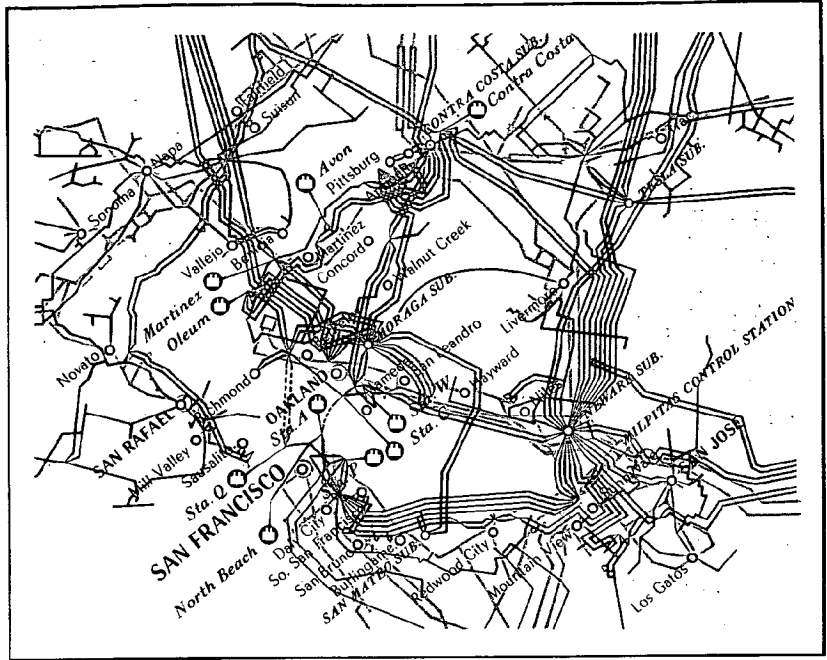 Fairfield
Suisun
CONTRA COSTA SUB.
Contra Costa
Napa
Avon
Pittsburg
Tracy
TESLA SUB.
Sonoma
Vallejo
Benicia
Martinez
Concord
Walnut Creek
Martinez
Oleum
MORAGA SUB.
Livermore
Novato
Richmond
OAKLAND
Alameda
San Leandro
Hayward
Niles
NEWARK SUB.
MILPITAS CONTROL STATION
SAN RAFAEL
Mill Valley
Sausalito
Sta. A
Sta. C
SAN JOSE
Sta. Q
SAN FRANCISCO
North Beach
Daly City
So. San Francisco
San Bruno
Burlingame
SAN MATEO SUB.
Redwood City
Mountain View
Los Gatos